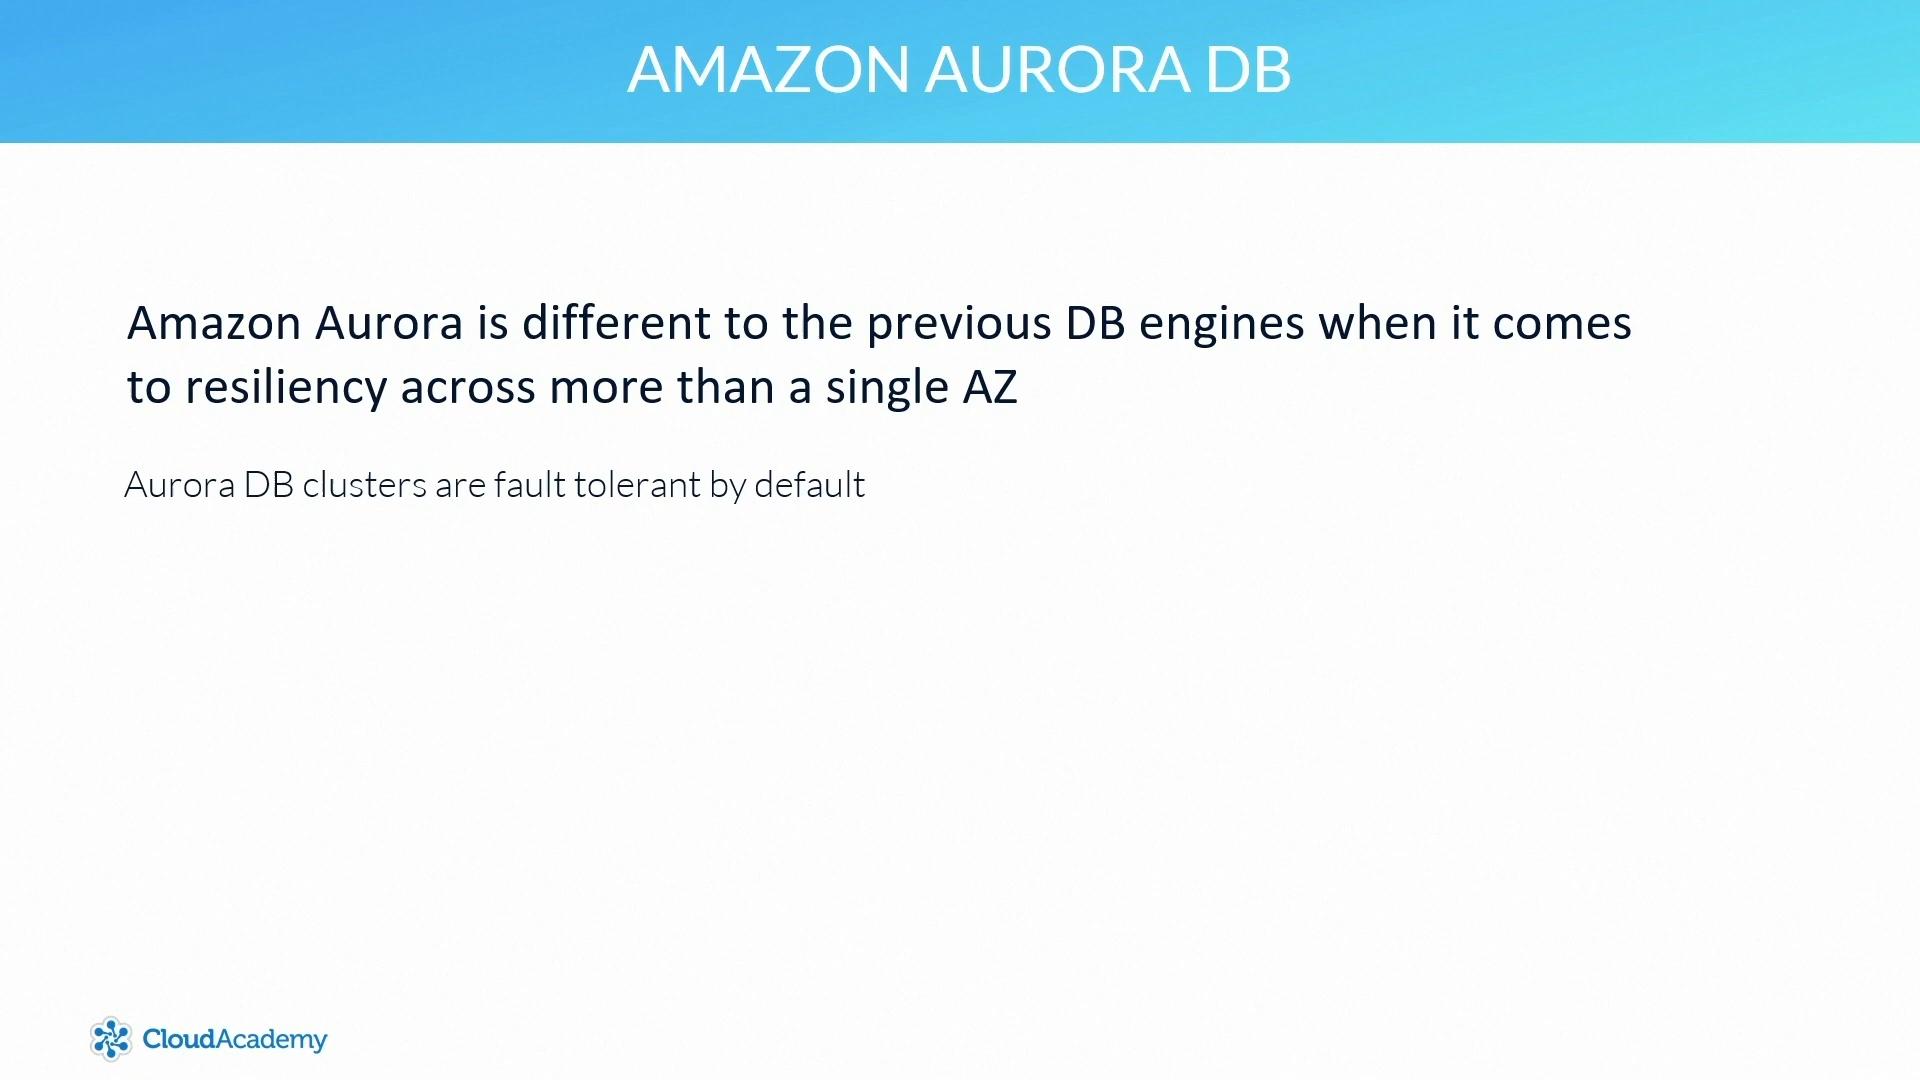 AMAZON AURORA DB
Amazon Aurora is different to the previous DB engines when it comes
to resiliency across more than a single AZ
Aurora DB clusters are fault tolerant by default
CloudAcademy